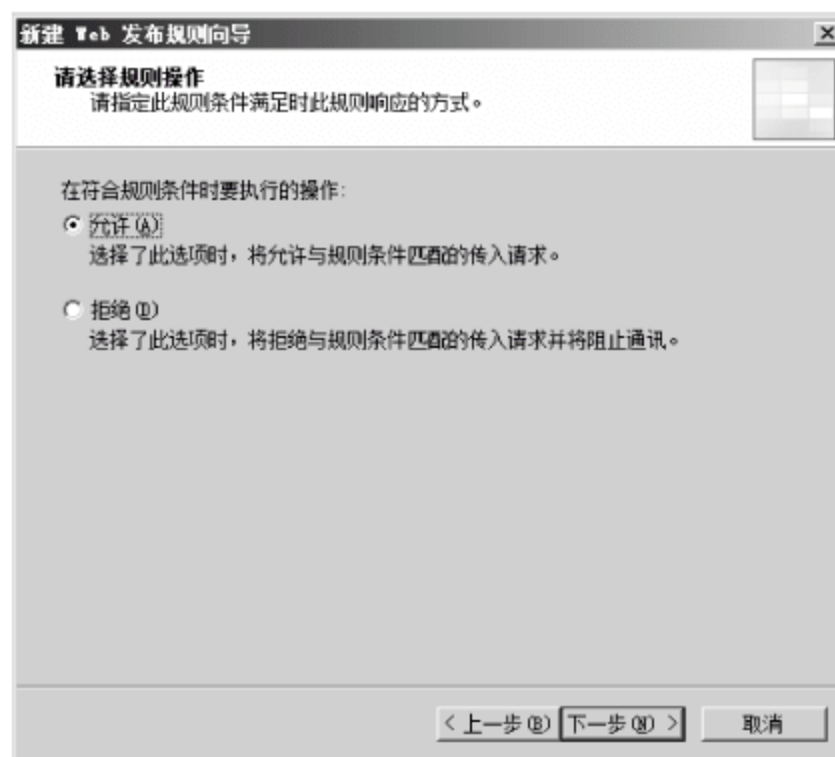 新建 Web 发布规则向导
请选择规则操作
请指定此规则条件满足时此规则响应的方式。
在符合规则条件时要执行的操作:
允许(A)
选择了此选项时，将允许与规则条件匹配的传入请求。
拒绝(D)
选择了此选项时，将拒绝与规则条件匹配的传入请求并将阻止通讯。
< 上一步(B) 下一步(N) > 取消